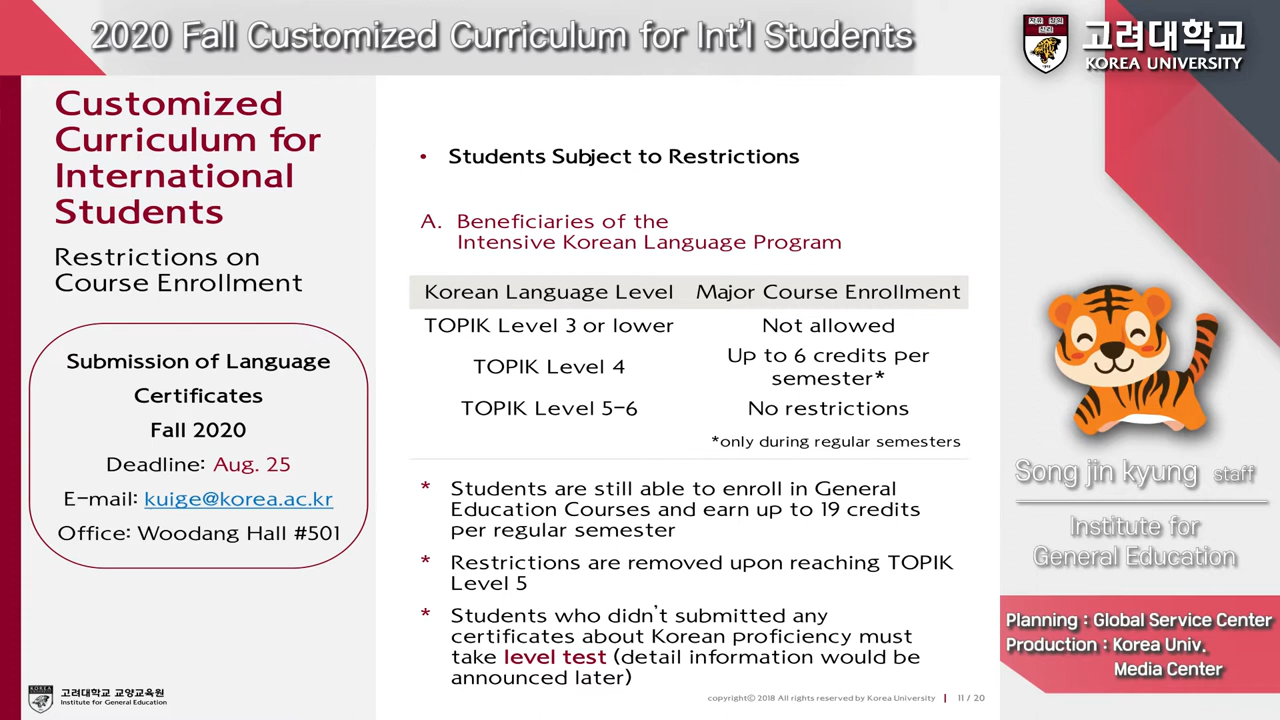 2020 Fall Customized Curriculum for Int'l Students
고려대학교
KOREA UNIVERSITY
Customized
Curriculum for
International
Students
Restrictions on
Course Enrollment
Submission of Language
Certificates
Fall 2020
Deadline: Aug. 25
E-mail: kuige@korea.ac.kr
Office: Woodang Hall #501
고려대학교 교양교육원
Institute for General Education
• Students Subject to Restrictions
A. Beneficiaries of the
Intensive Korean Language Program
Korean Language Level Major Course Enrollment
TOPIK Level 3 or lower Not allowed
TOPIK Level 4 Up to 6 credits per
semester*
TOPIK Level 5-6 No restrictions
*only during regular semesters
* Students are still able to enroll in General
Education Courses and earn up to 19 credits
per regular semester
* Restrictions are removed upon reaching TOPIK
Level 5
* Students who didn't submitted any
certificates about Korean proficiency must
take level test (detail information would be
announced later)
copyrightⓒ 2018 All rights reserved by Korea University | 11 / 20
Song jin kyung staff
Institute for
General Education
Planning : Global Service Center
Production : Korea Univ.
Media Center